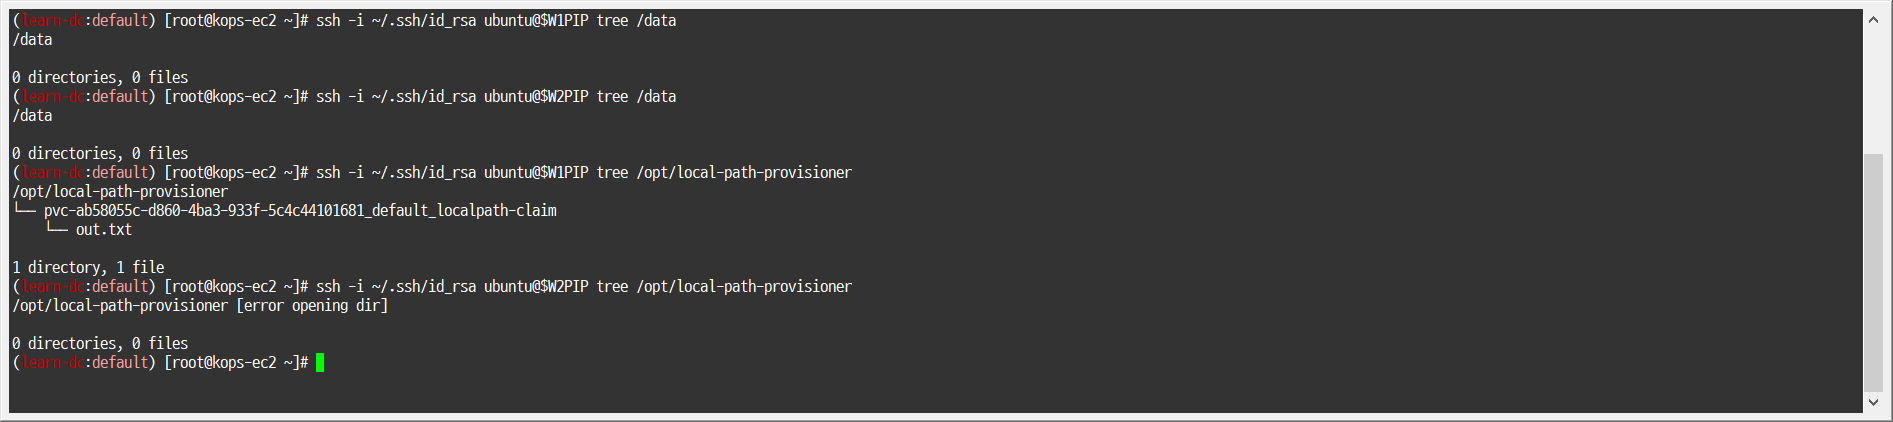 (learn-dc:default) [root@kops-ec2 ~]# ssh -i ~/.ssh/id_rsa ubuntu@$W1PIP tree /data
/data
0 directories, 0 files
(learn-dc:default) [root@kops-ec2 ~]# ssh -i ~/.ssh/id_rsa ubuntu@$W2PIP tree /data
/data
0 directories, 0 files
(learn-dc:default) [root@kops-ec2 ~]# ssh -i ~/.ssh/id_rsa ubuntu@$W1PIP tree /opt/local-path-provisioner
/opt/local-path-provisioner
└── pvc-ab58055c-d860-4ba3-933f-5c4c44101681_default_localpath-claim
    └── out.txt
1 directory, 1 file
(learn-dc:default) [root@kops-ec2 ~]# ssh -i ~/.ssh/id_rsa ubuntu@$W2PIP tree /opt/local-path-provisioner
/opt/local-path-provisioner [error opening dir]
0 directories, 0 files
(learn-dc:default) [root@kops-ec2 ~]#